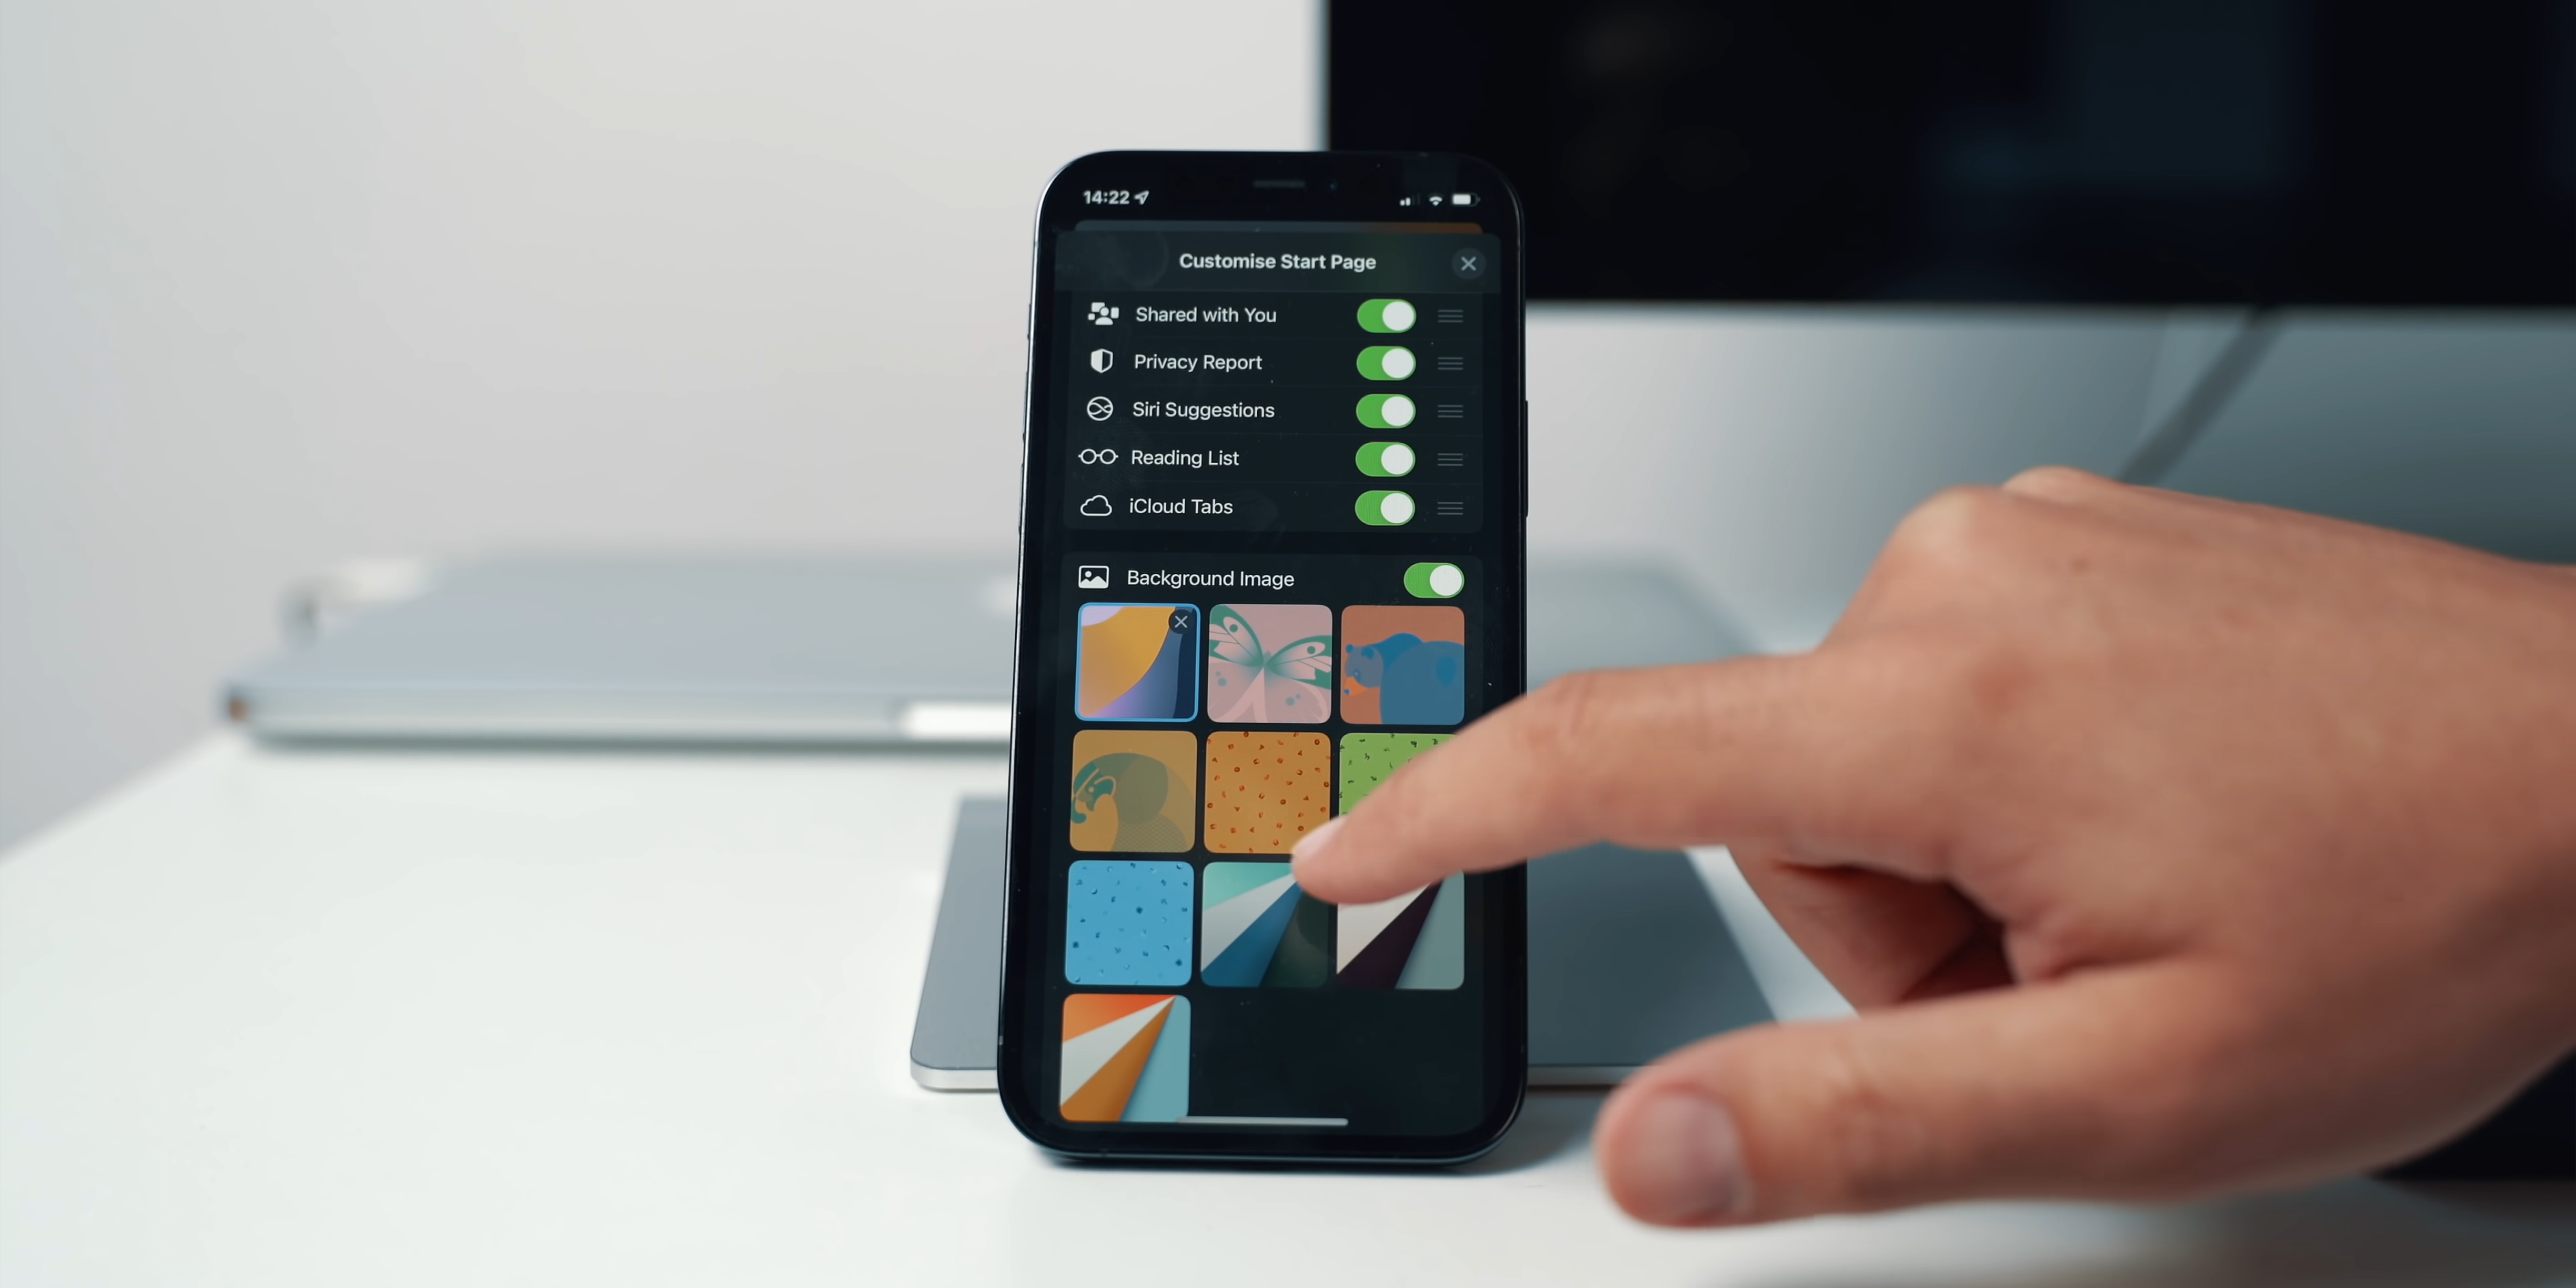 14:22
Customise Start Page
Shared with You
Privacy Report
Siri Suggestions
Reading List
iCloud Tabs
Background Image